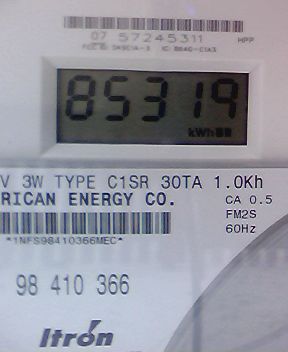 07 57245311 HPP
85319
kWh
V 3W TYPE C1SR 30TA 1.0Kh
RICAN ENERGY CO. CA 0.5
FM2S
*1NFS98410366MEC* 60Hz
98 410 366
Itron